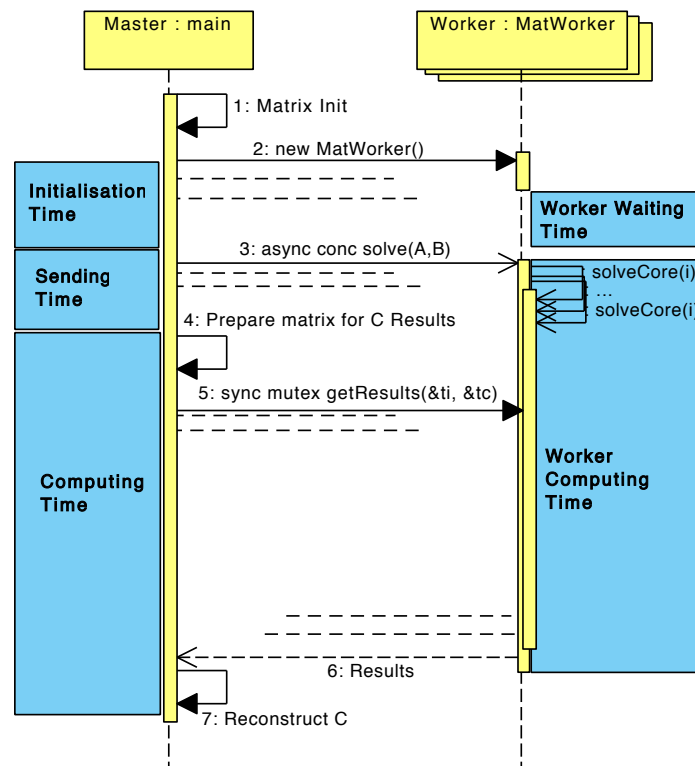 Master : main
Worker : MatWorker
1: Matrix Init
2: new MatWorker()
Initialisation
Time
Worker Waiting
Time
3: async conc solve(A,B)
Sending
Time
: solveCore(i)
: ...
: solveCore(i)
4: Prepare matrix for C Results
5: sync mutex getResults(&ti, &tc)
Computing
Time
Worker
Computing
Time
6: Results
7: Reconstruct C